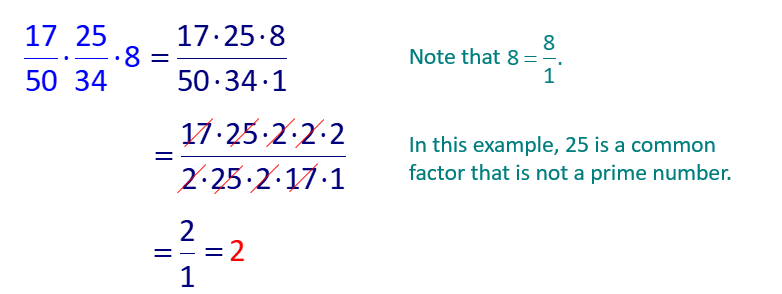 17/50 · 25/34 · 8 = 17·25·8/50·34·1
Note that 8 = 8/1.
= 17·25·2·2·2/2·25·2·17·1
In this example, 25 is a common
factor that is not a prime number.
= 2/1 = 2